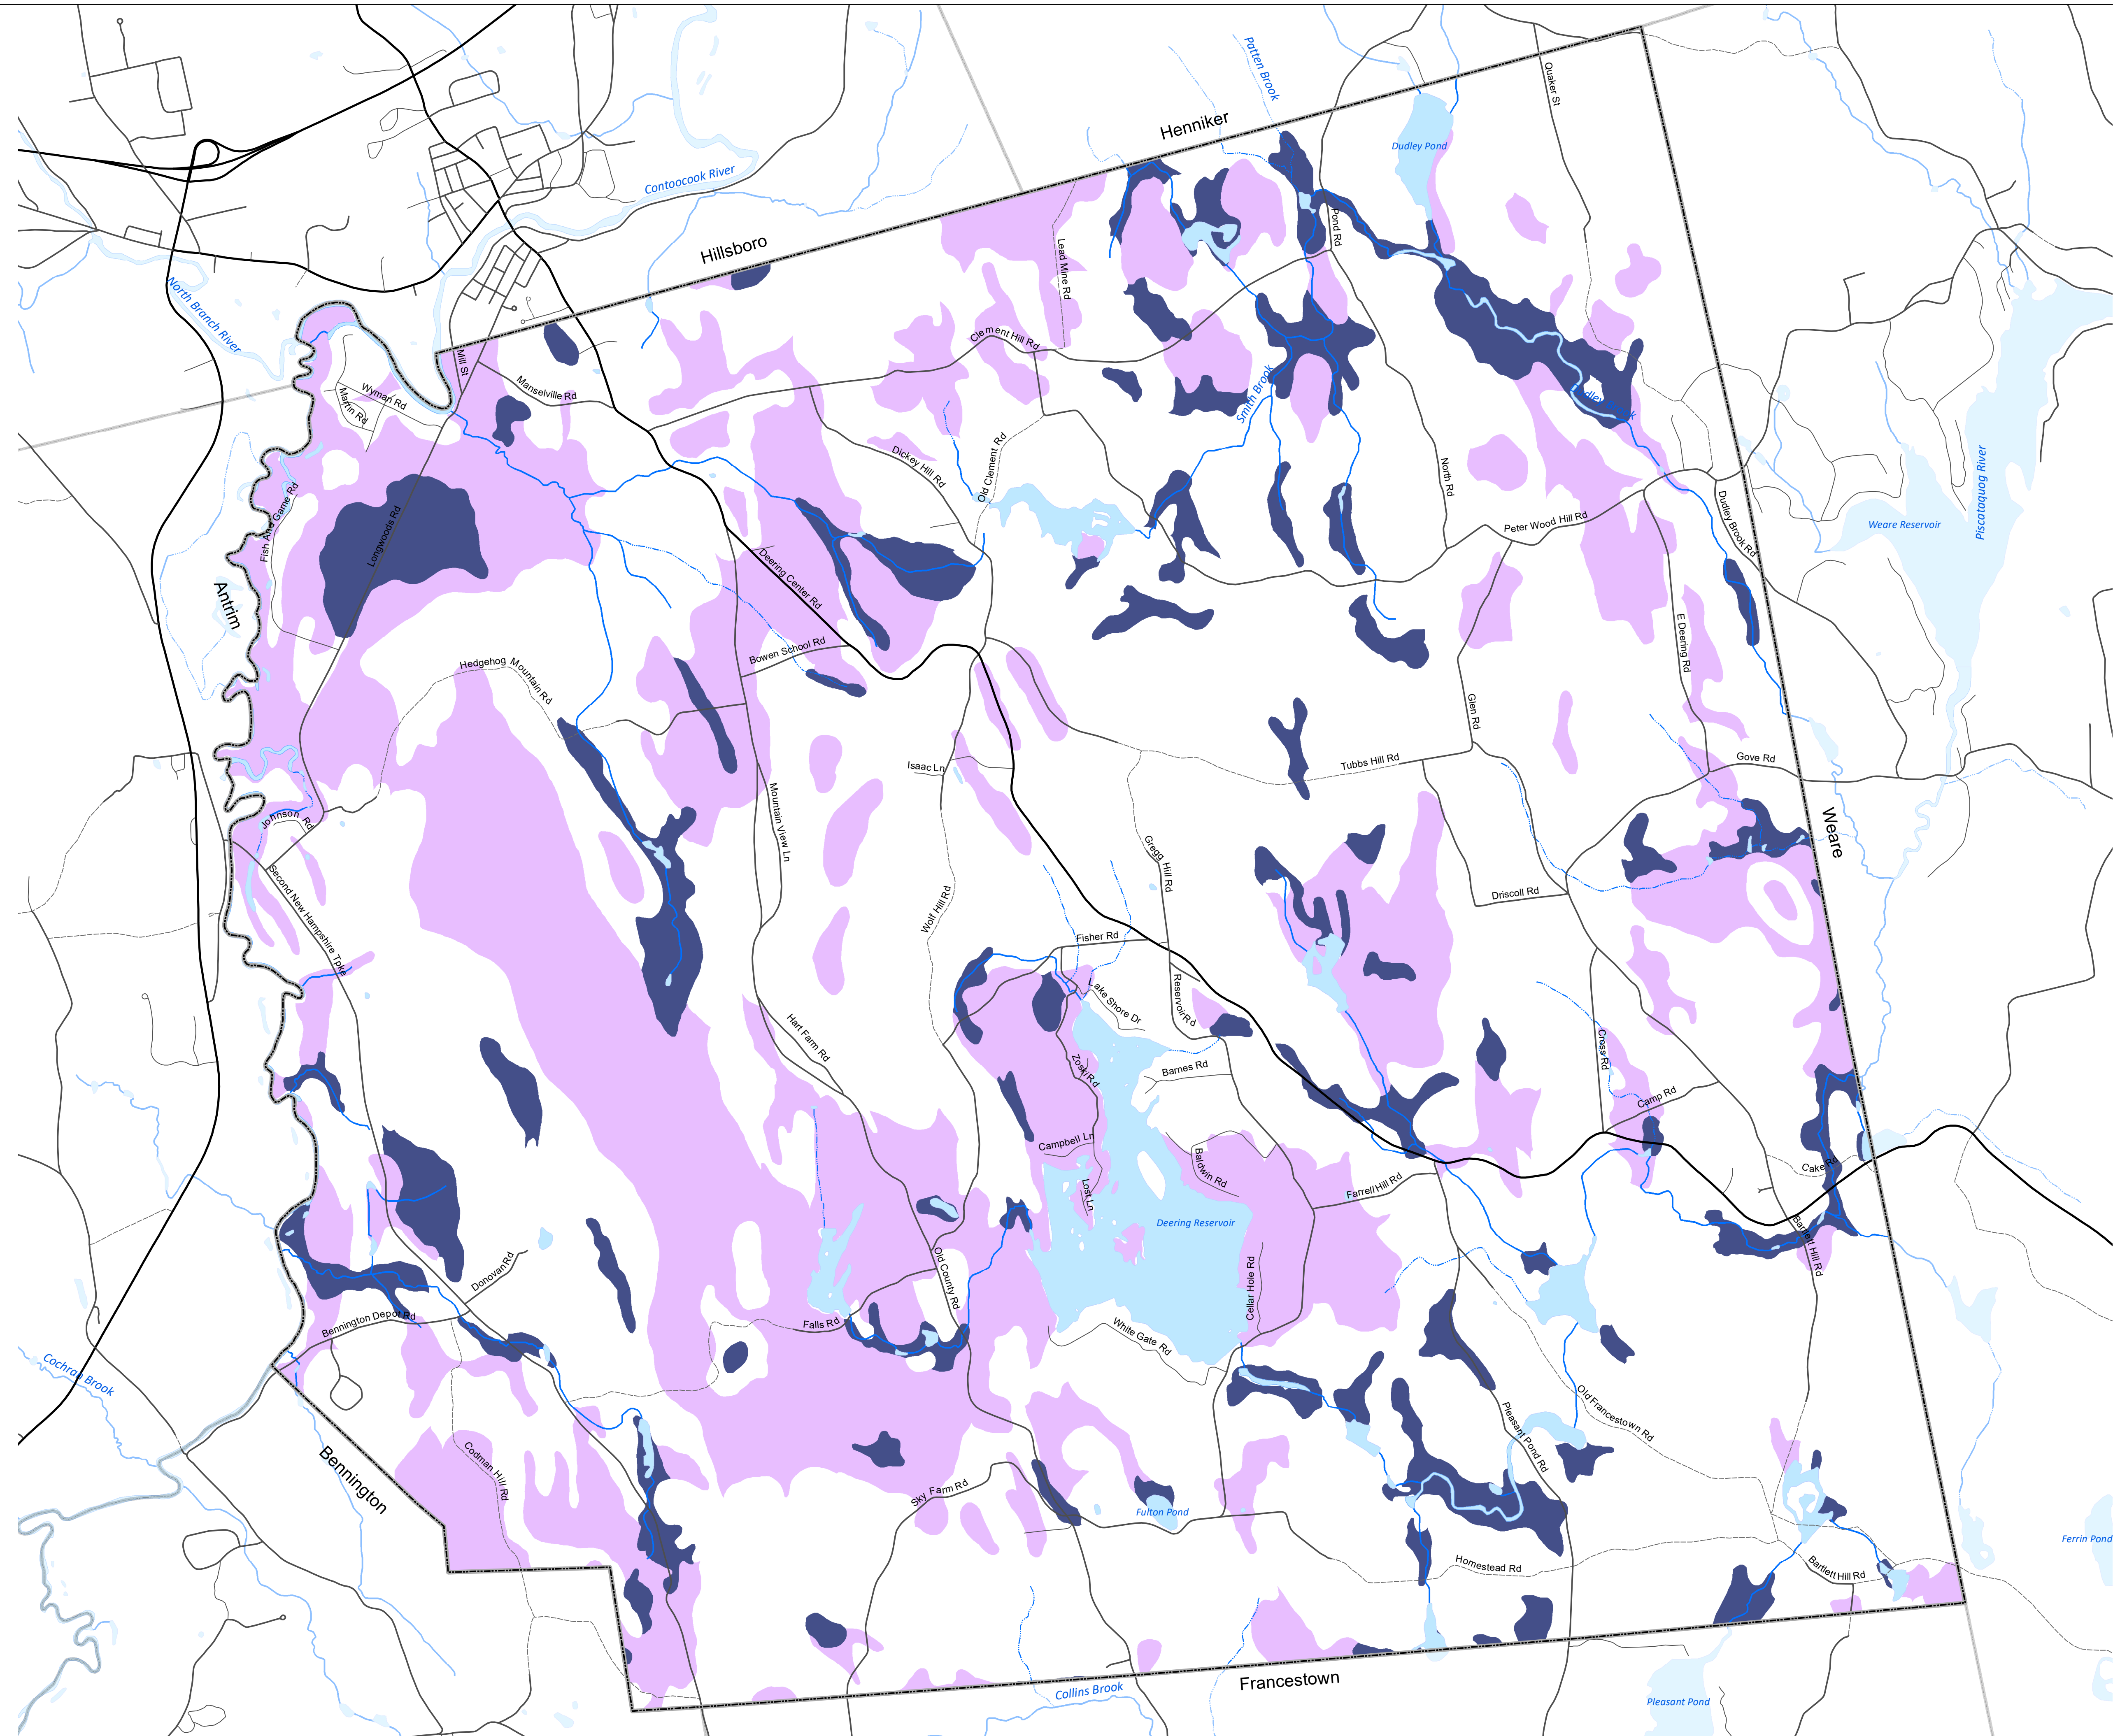 Quaker St
Patten Brook
Henniker
Dudley Pond
Contoocook River
Pond Rd
Hillsboro
Lead Mine Rd
North Branch River
Clement Hill Rd
Mill St
Manselville Rd
Wyman Rd
Martin Rd
Smith Brook
Dickey Hill Rd
Old Clement Rd
North Rd
Fish And Game Rd
Longwoods Rd
Peter Wood Hill Rd
Dudley Brook Rd
Weare Reservoir
Piscataquog River
Antrim
Deering Center Rd
Bowen School Rd
E Deering Rd
Hedgehog Mountain Rd
Glen Rd
Isaac Ln
Tubbs Hill Rd
Gove Rd
Johnson Rd
Mountain View Ln
Weare
Gregg Hill Rd
Second New Hampshire Tpke
Wolf Hill Rd
Driscoll Rd
Fisher Rd
Lake Shore Dr
Reservoir Rd
Hart Farm Rd
Zoski Rd
Barnes Rd
Cross Rd
Camp Rd
Campbell Ln
Baldwin Rd
Cake Rd
Farrell Hill Rd
Lost Ln
Deering Reservoir
Bartlett Hill Rd
Donovan Rd
Old County Rd
Cellar Hole Rd
Bennington Depot Rd
Falls Rd
White Gate Rd
Cochran Brook
Old Francestown Rd
Pleasant Pond Rd
Codman Hill Rd
Bennington
Sky Farm Rd
Fulton Pond
Ferrin Pond
Homestead Rd
Bartlett Hill Rd
Francestown
Collins Brook
Pleasant Pond